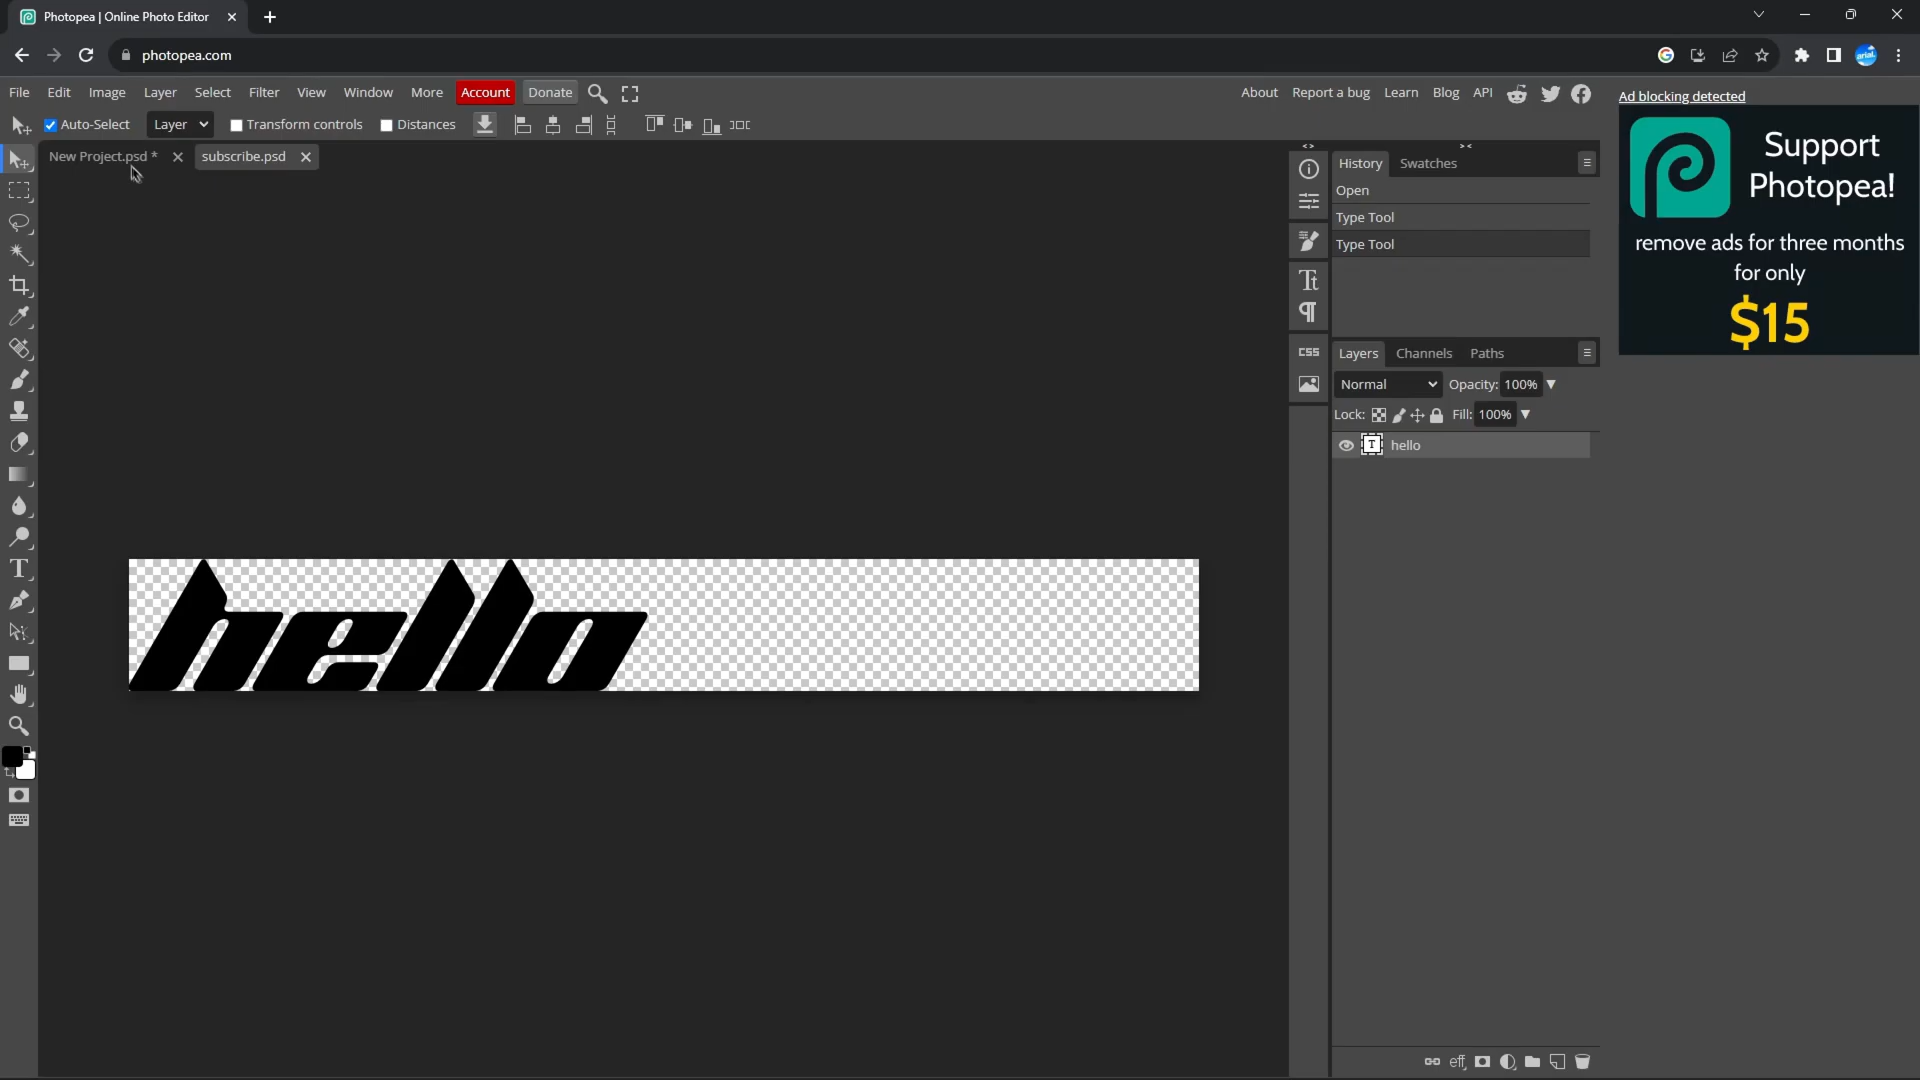 Photopea | Online Photo Editor
photopea.com
File Edit Image Layer Select Filter View Window More Account Donate
About Report a bug Learn Blog API
Auto-Select Layer Transform controls Distances
New Project.psd *
subscribe.psd
History Swatches
Open
Type Tool
Type Tool
CSS
Layers Channels Paths
Normal Opacity: 100%
Lock: Fill: 100%
T hello
hello
eff
Ad blocking detected
Support
Photopea!
remove ads for three months
for only
$15